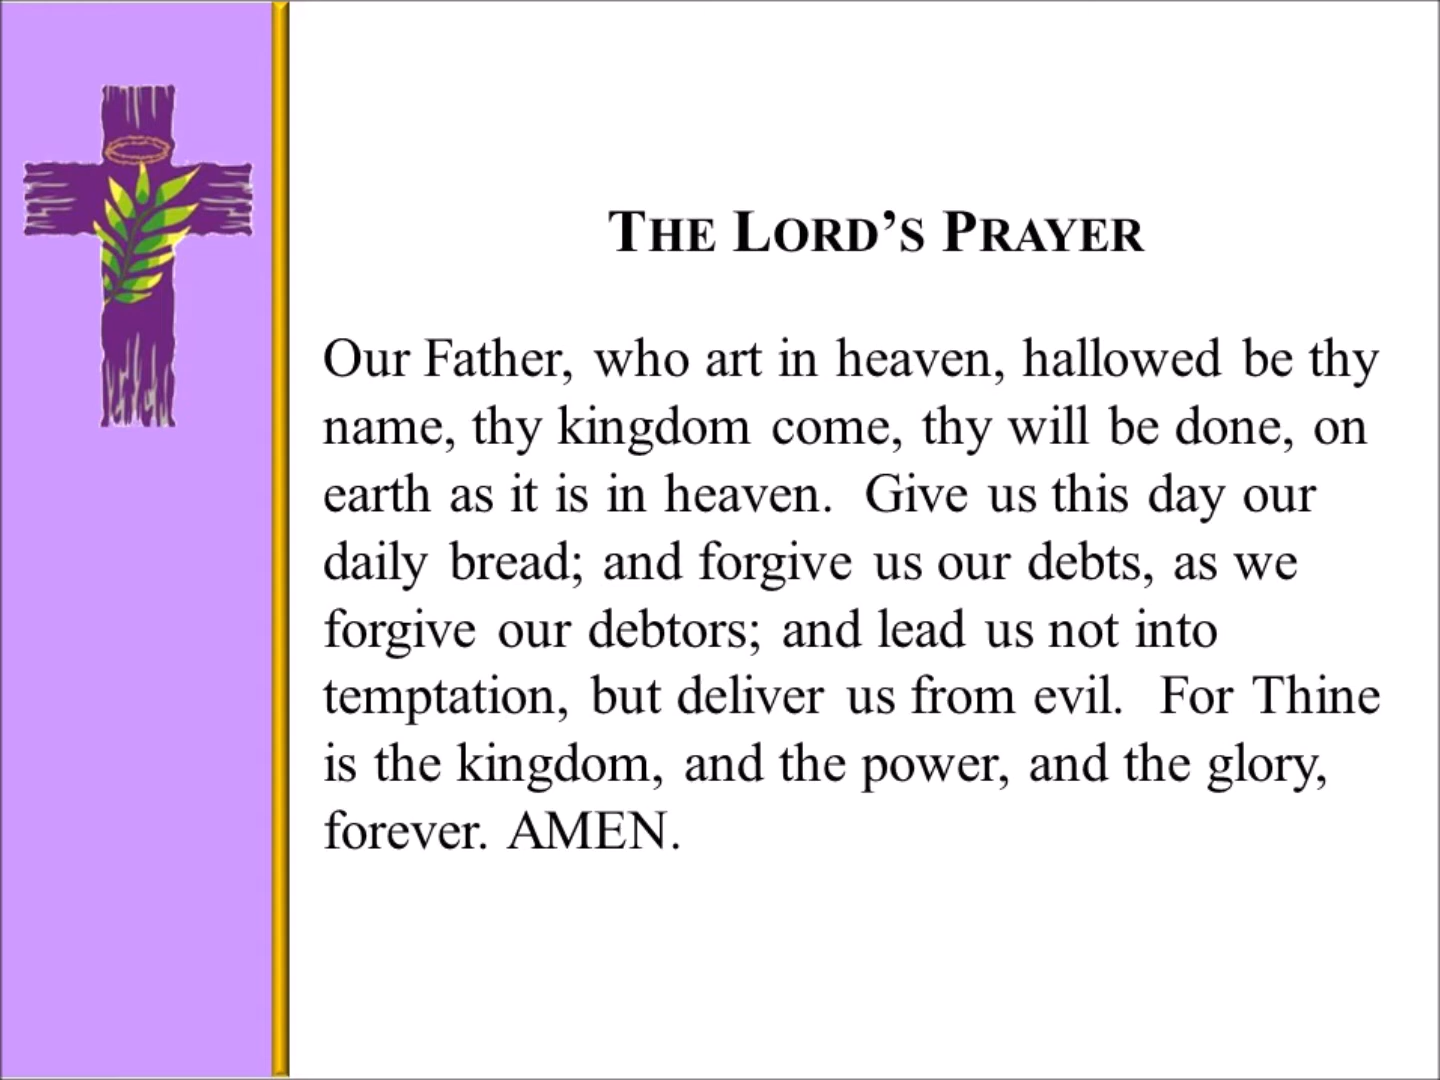 THE LORD’S PRAYER
Our Father, who art in heaven, hallowed be thy
name, thy kingdom come, thy will be done, on
earth as it is in heaven.  Give us this day our
daily bread; and forgive us our debts, as we
forgive our debtors; and lead us not into
temptation, but deliver us from evil.  For Thine
is the kingdom, and the power, and the glory,
forever. AMEN.